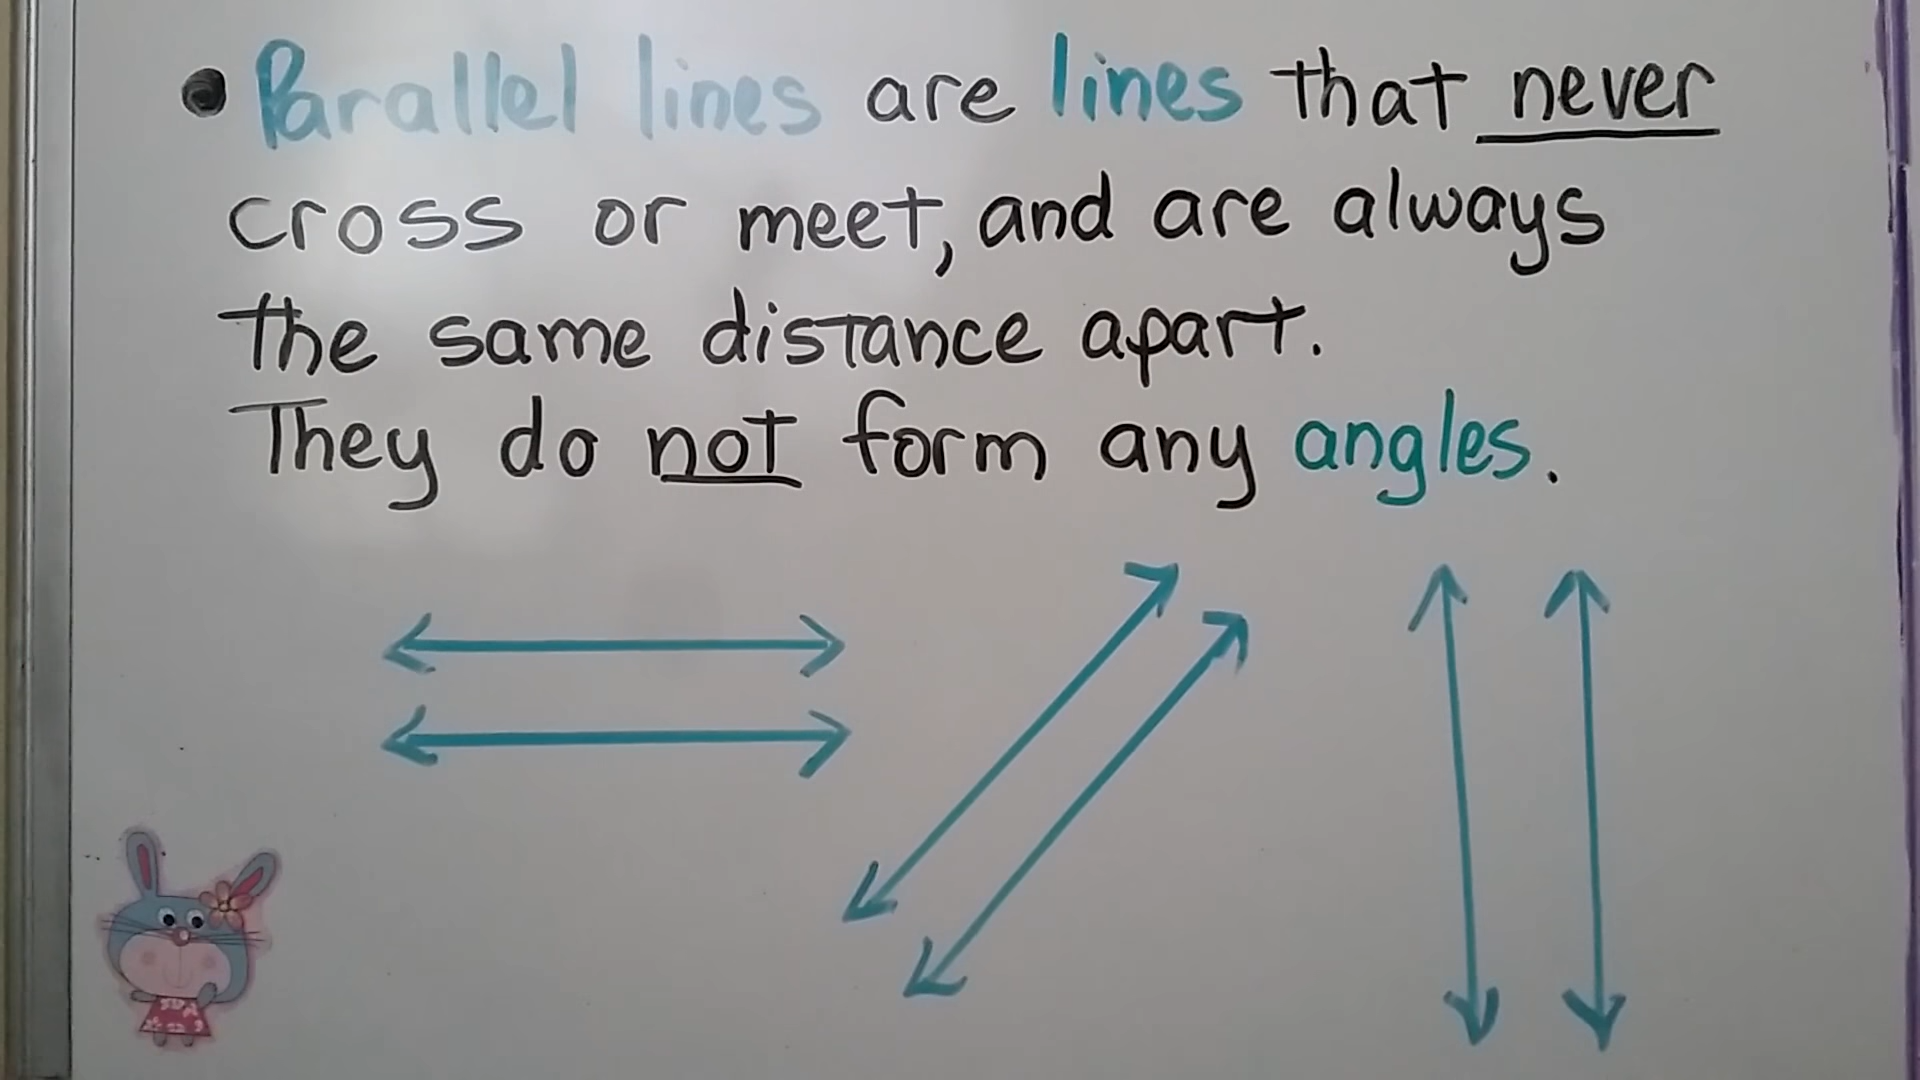 • Parallel lines are lines that never
cross or meet, and are always
the same distance apart.
They do not form any angles.